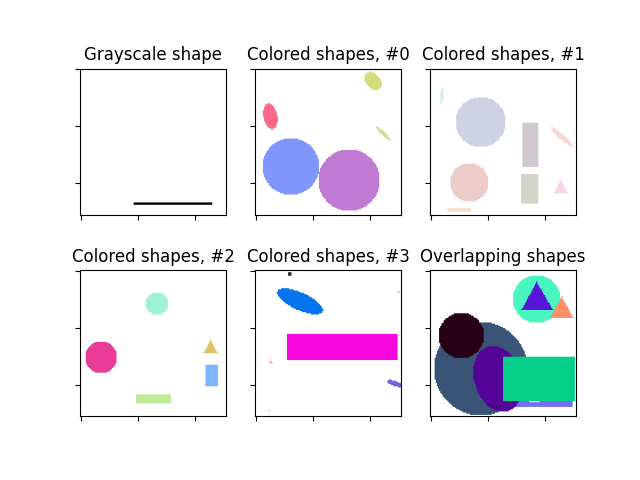 Grayscale shape
Colored shapes, #0
Colored shapes, #1
Colored shapes, #2
Colored shapes, #3
Overlapping shapes